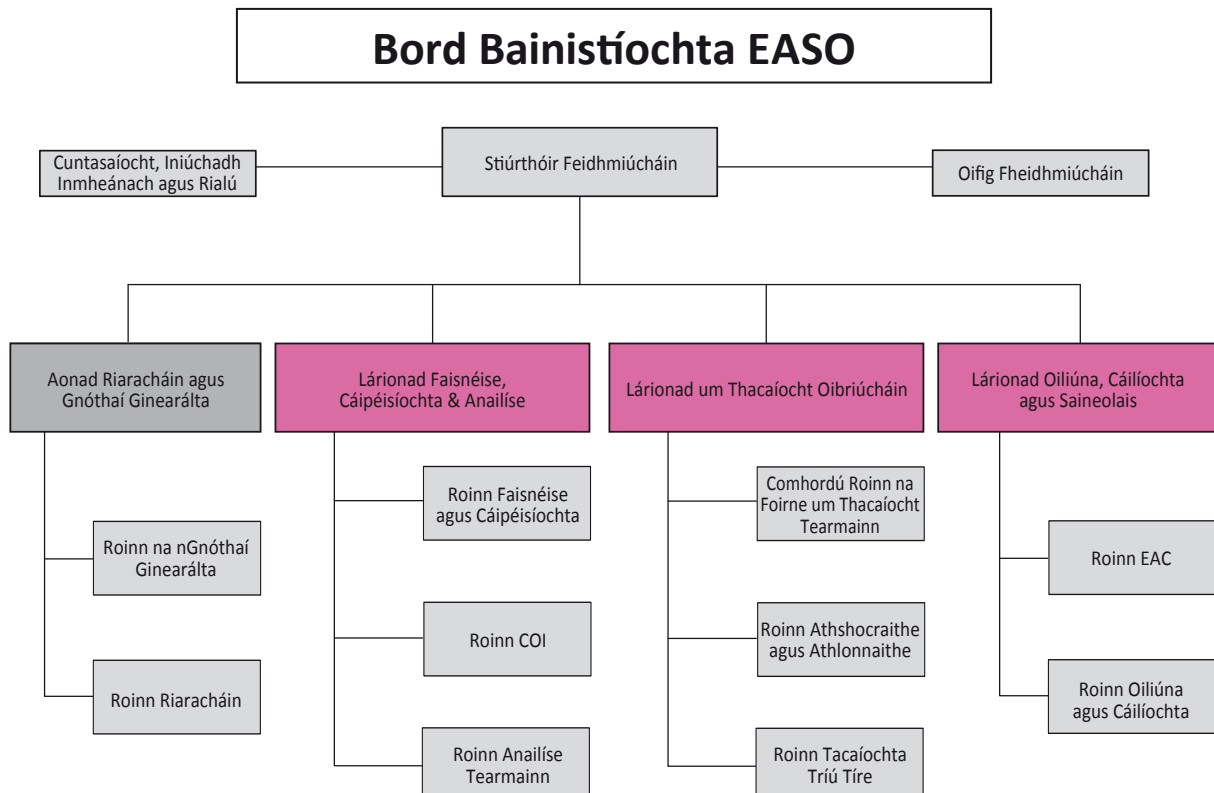 Bord Bainistíochta EASO
Cuntasaíocht, Iniúchadh
Inmheánach agus Rialú
Stiúrthóir Feidhmiúcháin
Oifig Fheidhmiúcháin
Aonad Riaracháin agus
Gnóthaí Ginearálta
Lárionad Faisnéise,
Cáipéisíochta & Anailíse
Lárionad um Thacaíocht Oibriúcháin
Lárionad Oiliúna, Cáilíochta
agus Saineolais
Roinn na nGnóthaí
Ginearálta
Roinn Riaracháin
Roinn Faisnéise
agus Cáipéisíochta
Roinn COI
Roinn Anailíse
Tearmainn
Comhordú Roinn na
Foirne um Thacaíocht
Tearmainn
Roinn Athshocraithe
agus Athlonnaithe
Roinn Tacaíochta
Tríú Tíre
Roinn EAC
Roinn Oiliúna
agus Cáilíochta